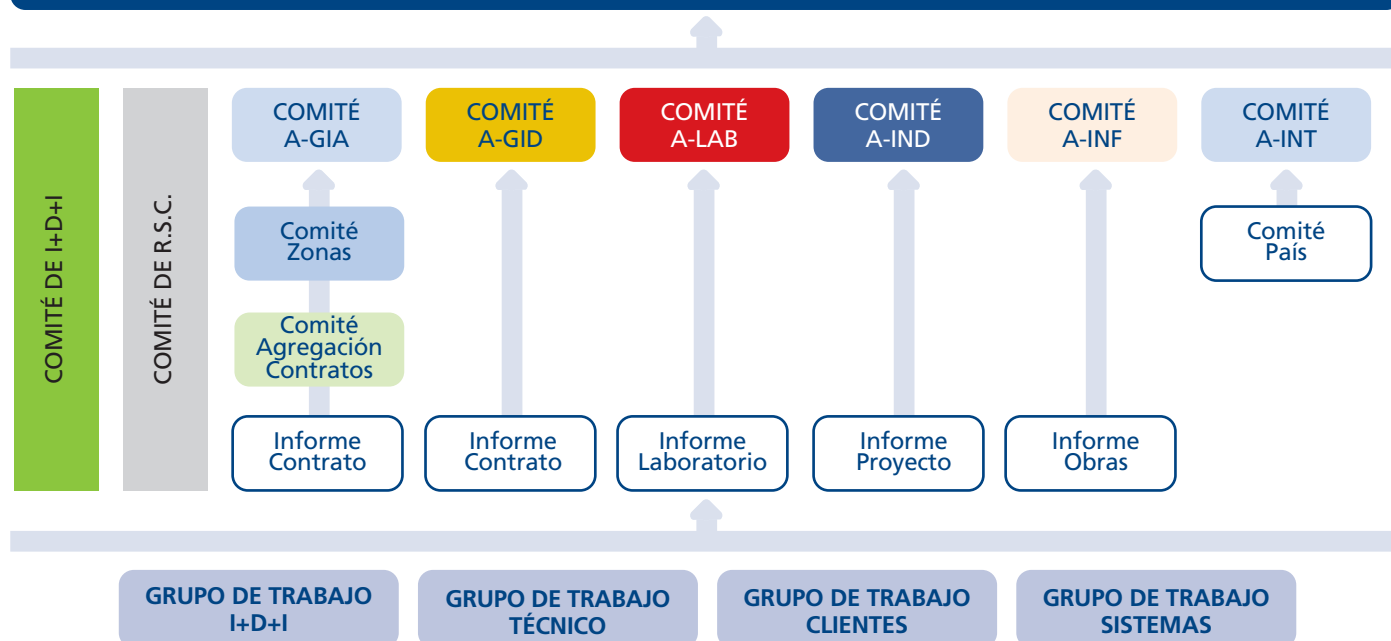 COMITÉ DE I+D+I
COMITÉ DE R.S.C.
COMITÉ
A-GIA
COMITÉ
A-GID
COMITÉ
A-LAB
COMITÉ
A-IND
COMITÉ
A-INF
COMITÉ
A-INT
Comité
Zonas
Comité
País
Comité
Agregación
Contratos
Informe
Contrato
Informe
Contrato
Informe
Laboratorio
Informe
Proyecto
Informe
Obras
GRUPO DE TRABAJO
I+D+I
GRUPO DE TRABAJO
TÉCNICO
GRUPO DE TRABAJO
CLIENTES
GRUPO DE TRABAJO
SISTEMAS